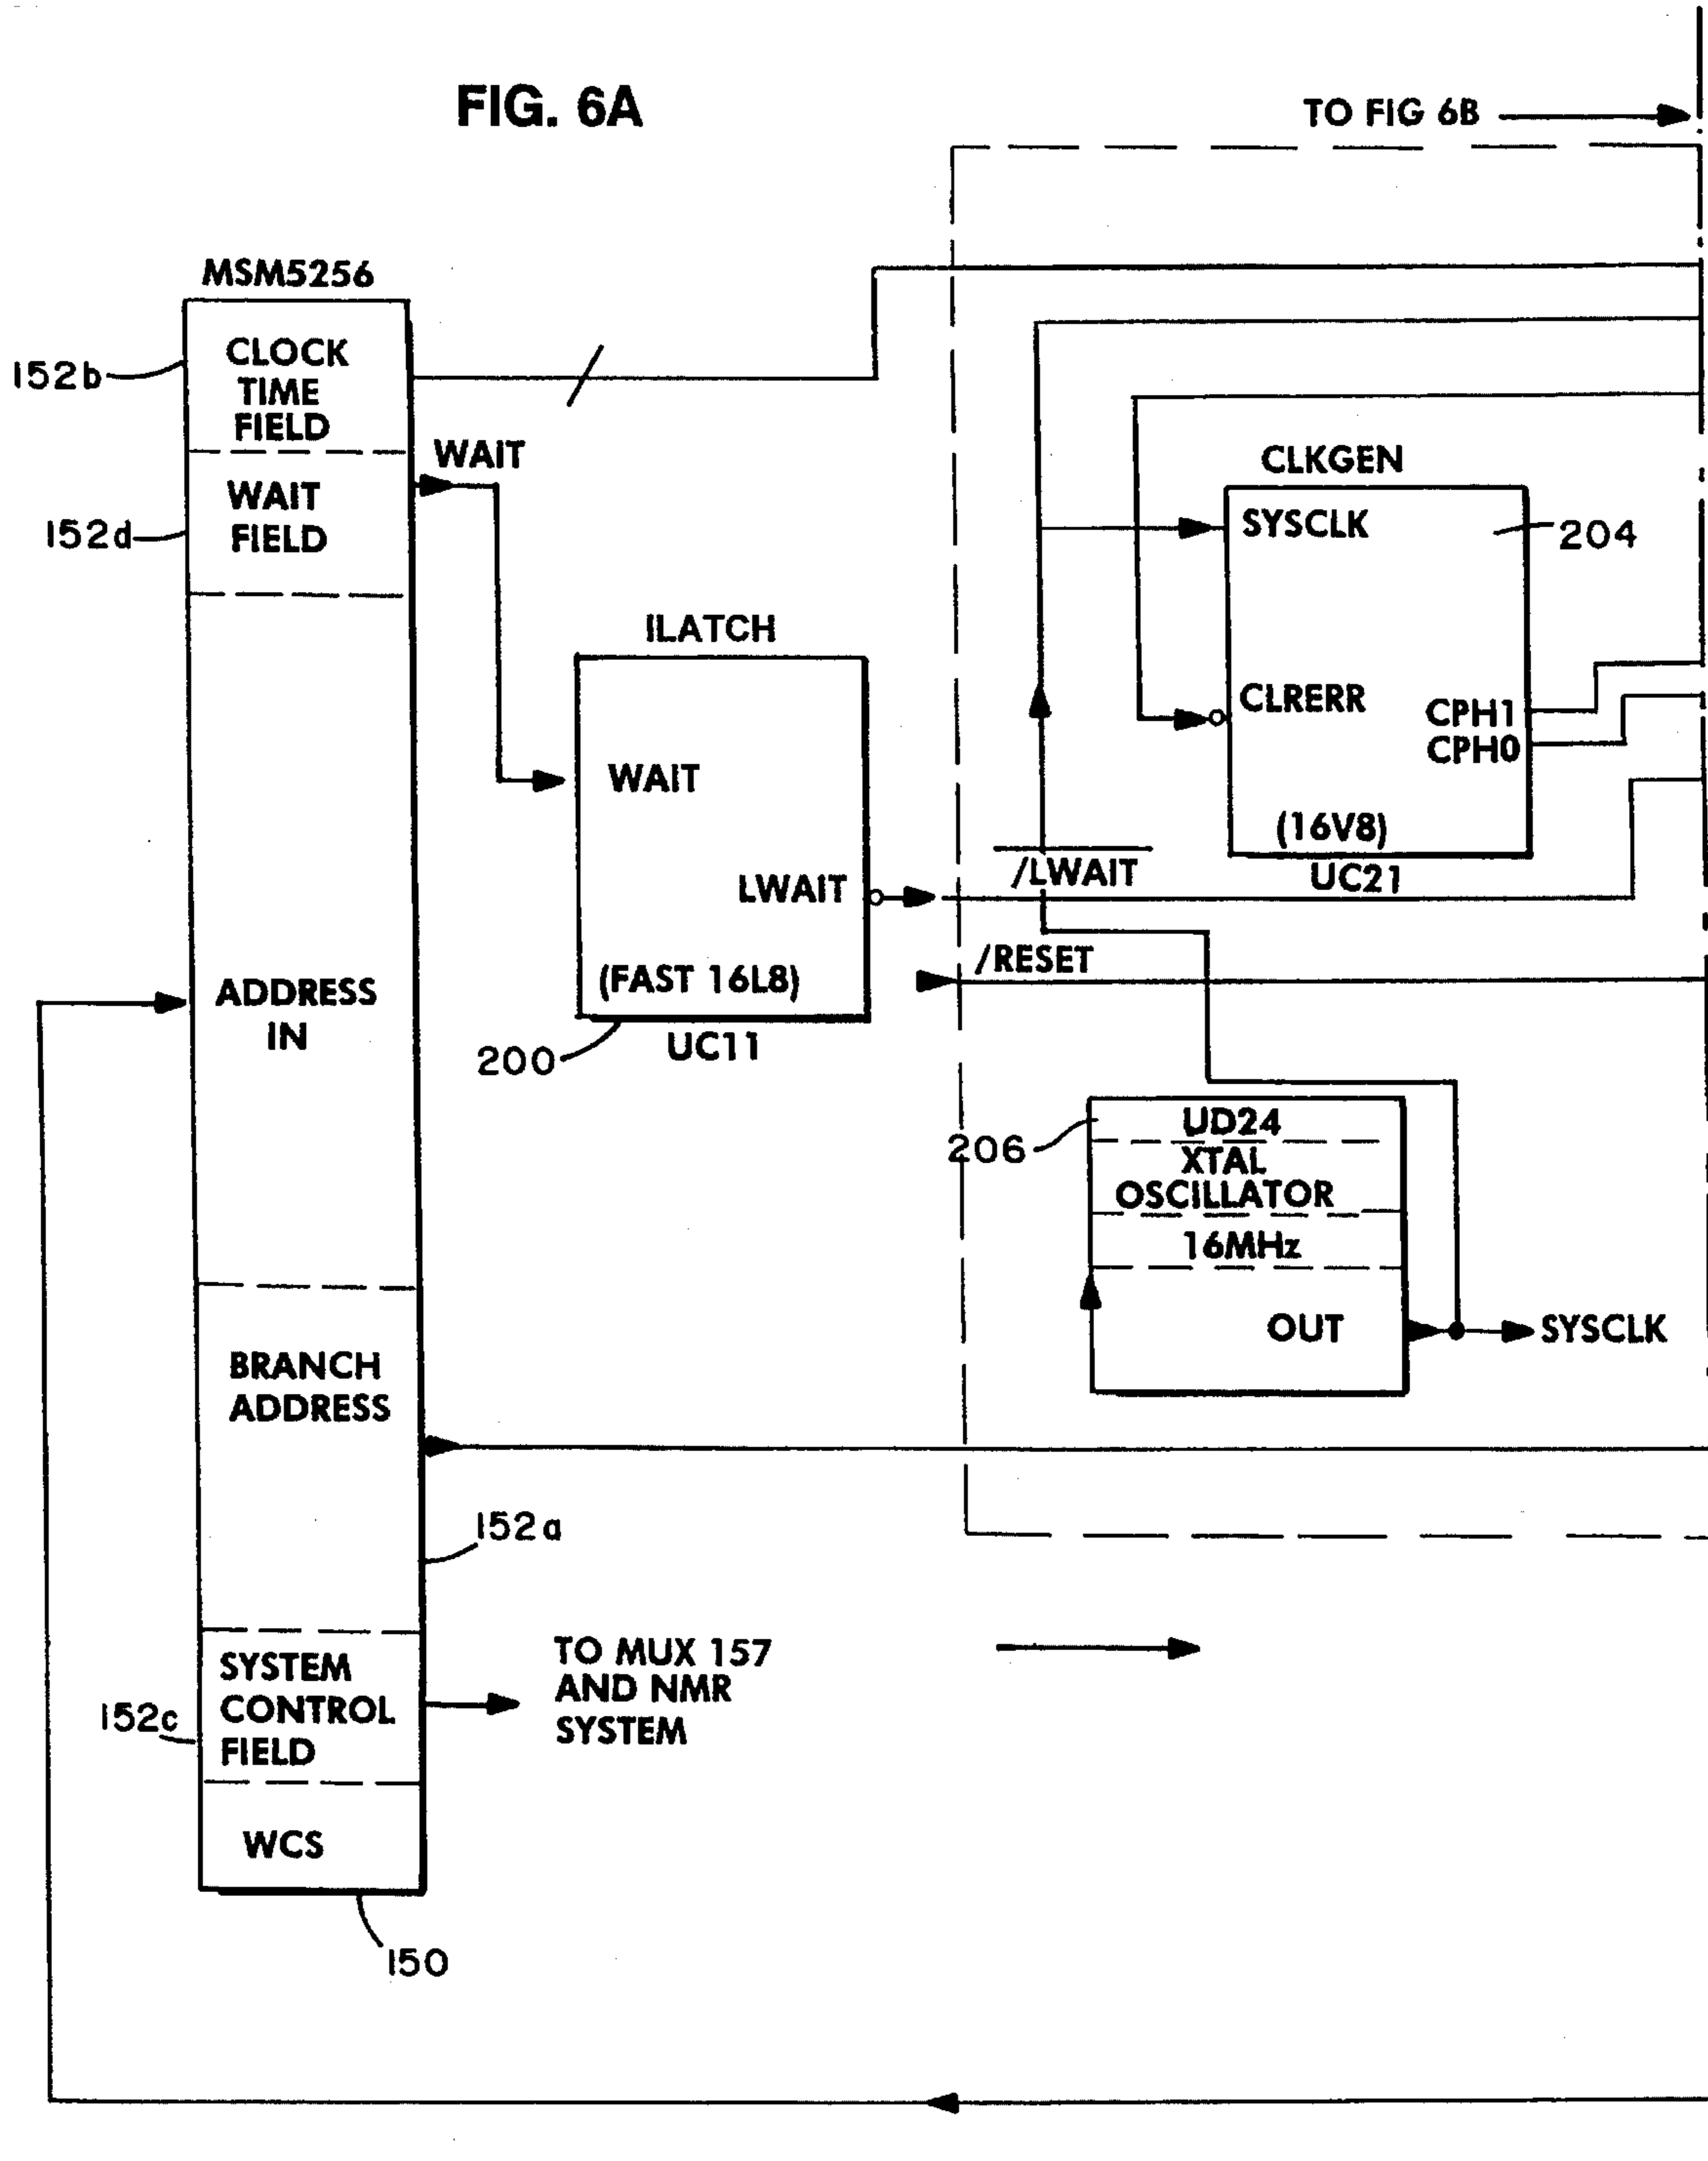 FIG. 6A
TO FIG 6B
MSM5256
152b
CLOCK
TIME
FIELD
WAIT
152d
WAIT
FIELD
CLKGEN
SYSCLK
204
CLRERR
CPH1
CPH0
(16V8)
UC21
ILATCH
WAIT
LWAIT
(FAST 16L8)
200
UC11
/LWAIT
/RESET
ADDRESS
IN
206
UD24
XTAL
OSCILLATOR
16MHz
OUT
SYSCLK
BRANCH
ADDRESS
152a
SYSTEM
CONTROL
FIELD
152c
TO MUX 157
AND NMR
SYSTEM
WCS
150